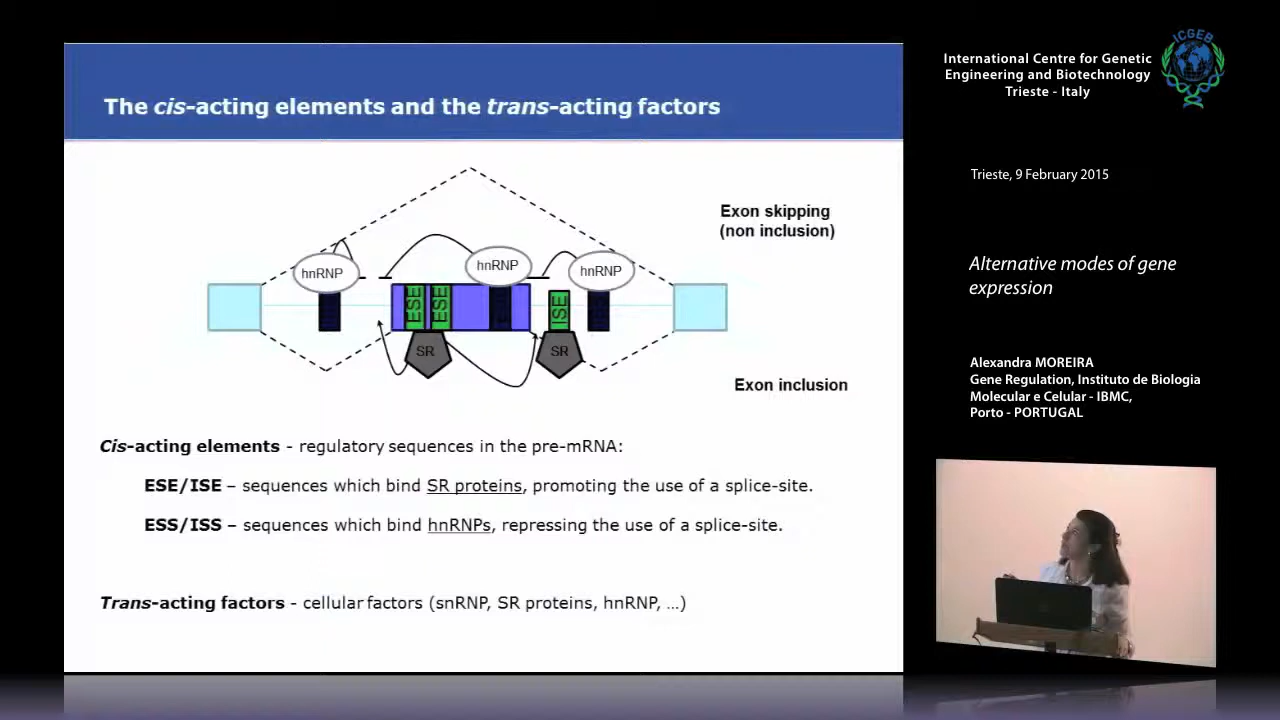 The cis-acting elements and the trans-acting factors
Exon skipping
(non inclusion)
hnRNP
hnRNP
hnRNP
ESE
ESE
ISE
SR
SR
Exon inclusion
Cis-acting elements - regulatory sequences in the pre-mRNA:
ESE/ISE – sequences which bind SR proteins, promoting the use of a splice-site.
ESS/ISS – sequences which bind hnRNPs, repressing the use of a splice-site.
Trans-acting factors - cellular factors (snRNP, SR proteins, hnRNP, …)
International Centre for Genetic
Engineering and Biotechnology
Trieste - Italy
ICGEB
Trieste, 9 February 2015
Alternative modes of gene
expression
Alexandra MOREIRA
Gene Regulation, Instituto de Biologia
Molecular e Celular - IBMC,
Porto - PORTUGAL